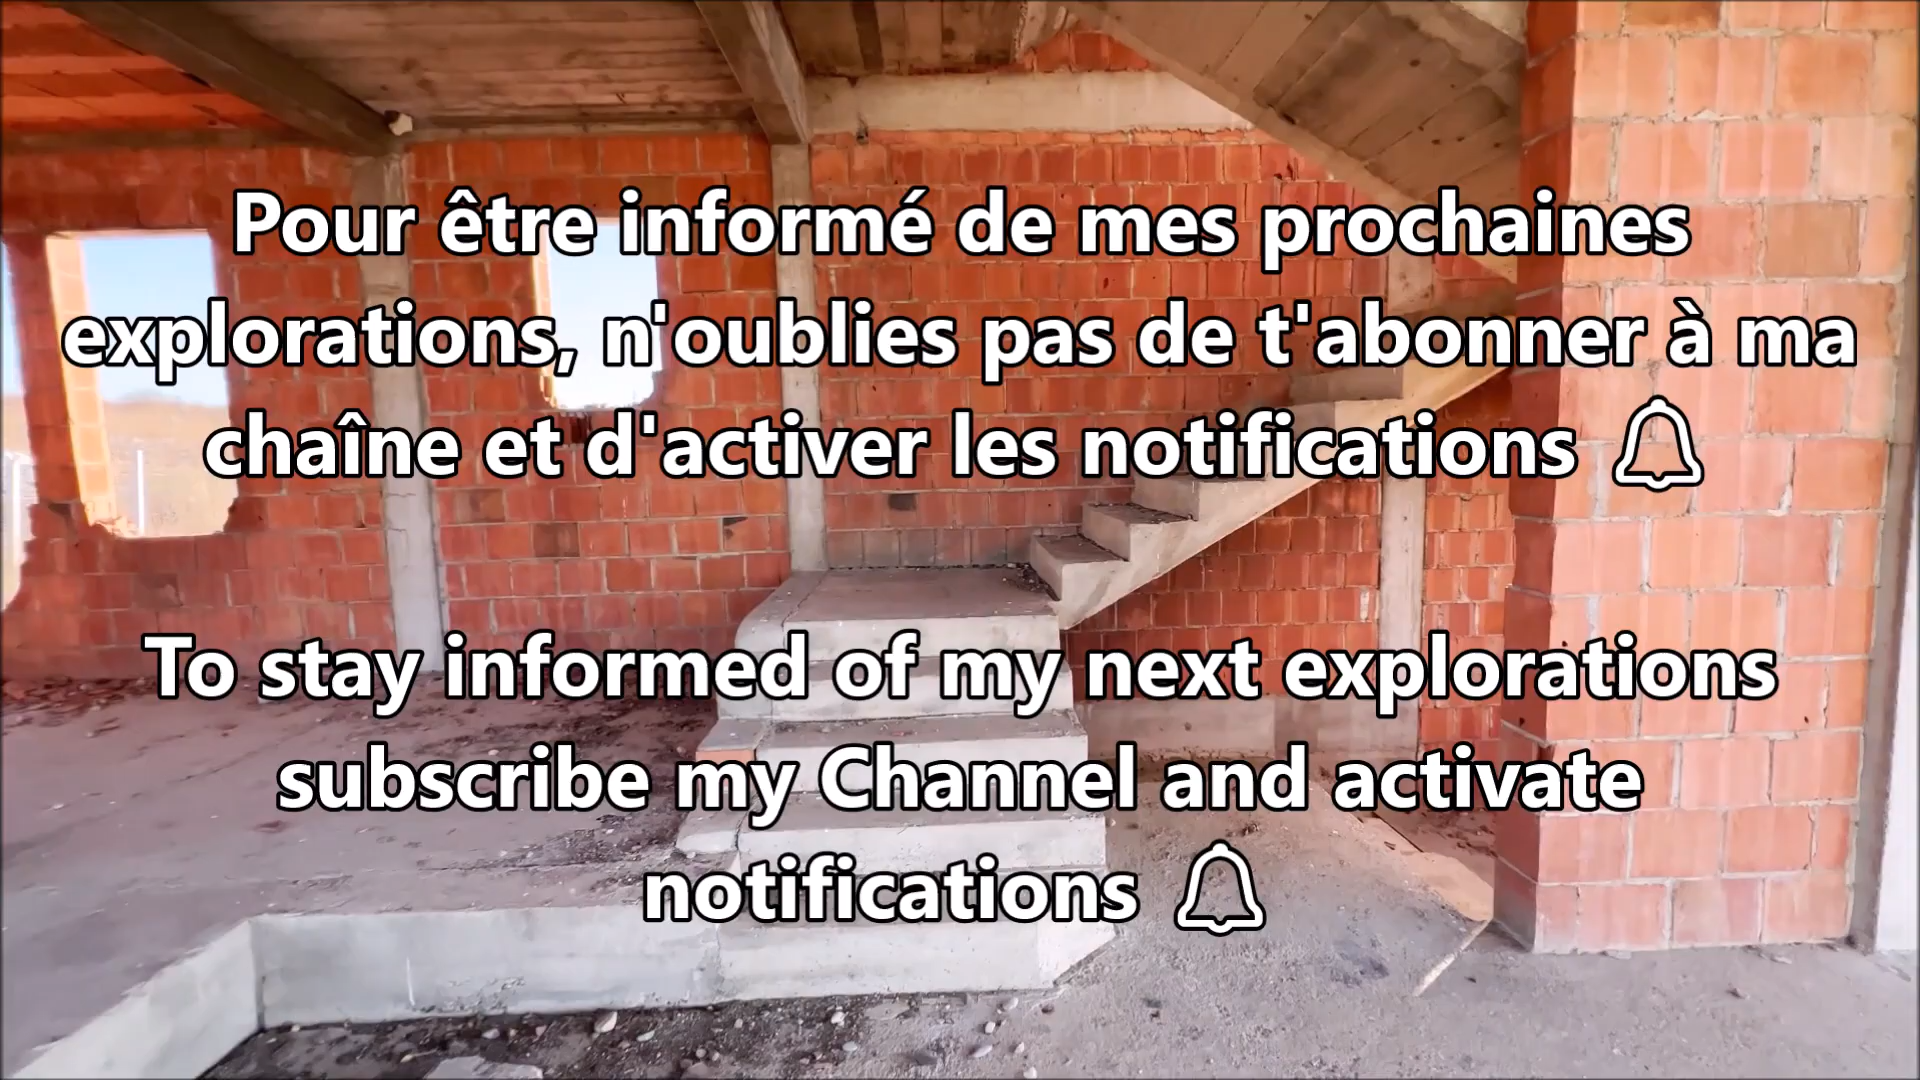 Pour être informé de mes prochaines
explorations, n'oublies pas de t'abonner à ma
chaîne et d'activer les notifications 🔔
To stay informed of my next explorations
subscribe my Channel and activate
notifications 🔔